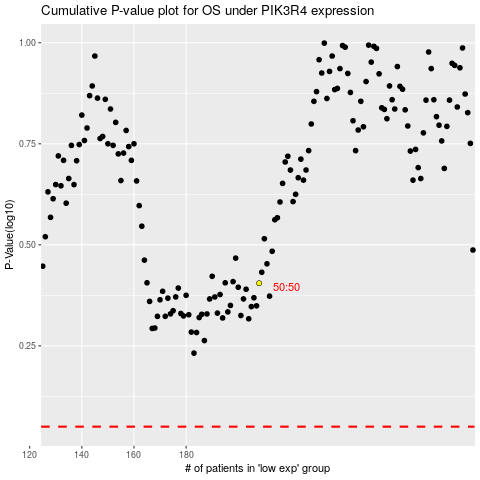 Cumulative P-value plot for OS under PIK3R4 expression
P-Value(log10)
1.00
0.75
0.50
0.25
50:50
120 140 160 180
# of patients in 'low exp' group